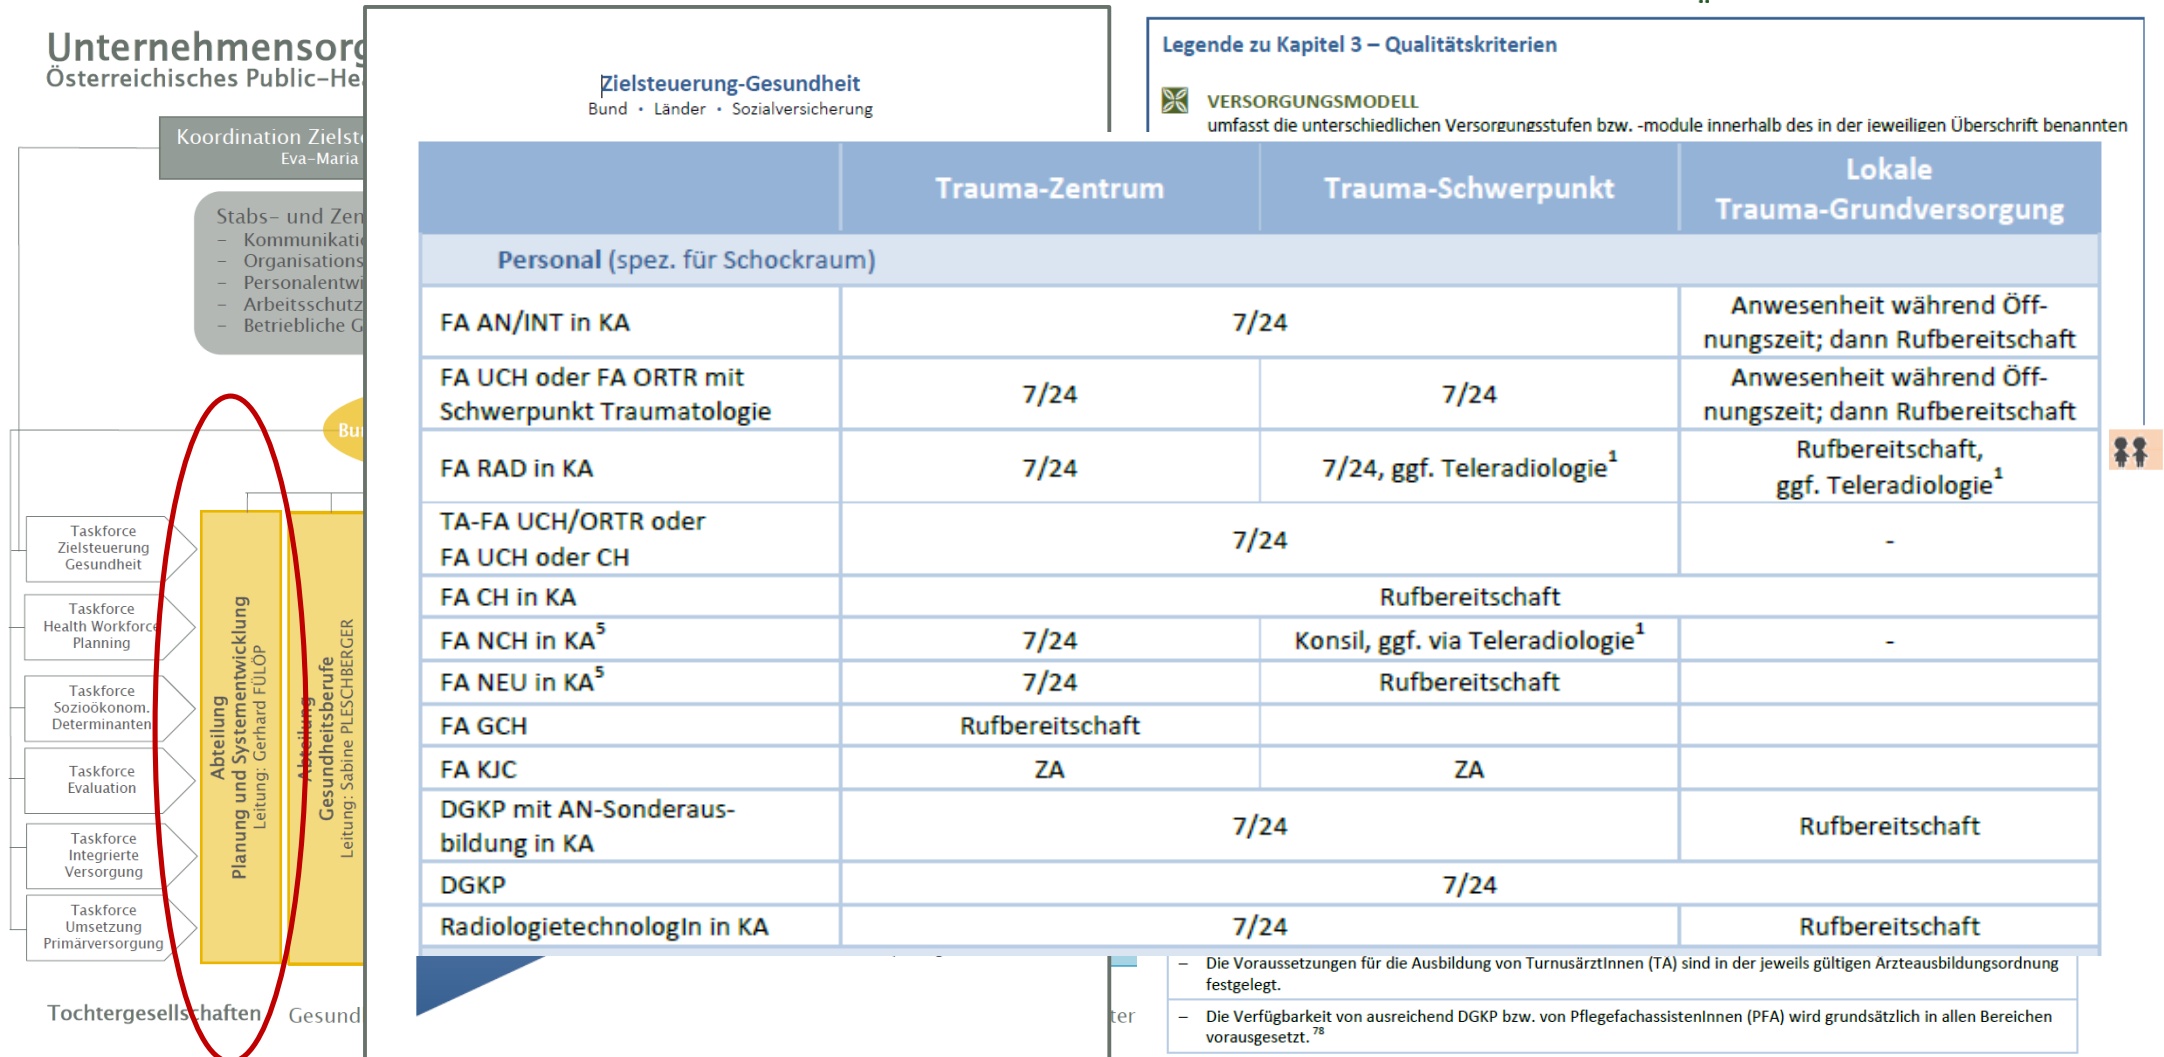 Unternehmensorg
Österreichisches Public-Hea
Koordination Zielste
Eva-Maria
Stabs- und Zen
- Kommunikatio
- Organisations
- Personalentwi
- Arbeitsschutz
- Betriebliche G
Bu
Taskforce
Zielsteuerung
Gesundheit
Taskforce
Health Workforce
Planning
Taskforce
Sozioökonom.
Determinanten
Taskforce
Evaluation
Taskforce
Integrierte
Versorgung
Taskforce
Umsetzung
Primärversorgung
Abteilung
Planung und Systementwicklung
Leitung: Gerhard FÜLÖP
Abteilung
Gesundheitsberufe
Leitung: Sabine PLESCHBERGER
Tochtergesellschaften
Gesund
ter
Zielsteuerung-Gesundheit
Bund • Länder • Sozialversicherung
Legende zu Kapitel 3 – Qualitätskriterien
VERSORGUNGSMODELL
umfasst die unterschiedlichen Versorgungsstufen bzw. -module innerhalb des in der jeweiligen Überschrift benannten
Trauma-Zentrum
Trauma-Schwerpunkt
Lokale
Trauma-Grundversorgung
Personal (spez. für Schockraum)
FA AN/INT in KA
7/24
Anwesenheit während Öff-
nungszeit; dann Rufbereitschaft
FA UCH oder FA ORTR mit
Schwerpunkt Traumatologie
7/24
7/24
Anwesenheit während Öff-
nungszeit; dann Rufbereitschaft
FA RAD in KA
7/24
7/24, ggf. Teleradiologie¹
Rufbereitschaft,
ggf. Teleradiologie¹
TA-FA UCH/ORTR oder
FA UCH oder CH
7/24
-
FA CH in KA
Rufbereitschaft
FA NCH in KA⁵
7/24
Konsil, ggf. via Teleradiologie¹
-
FA NEU in KA⁵
7/24
Rufbereitschaft
FA GCH
Rufbereitschaft
FA KJC
ZA
ZA
DGKP mit AN-Sonderaus-
bildung in KA
7/24
Rufbereitschaft
DGKP
7/24
RadiologietechnologIn in KA
7/24
Rufbereitschaft
– Die Voraussetzungen für die Ausbildung von TurnusärztInnen (TA) sind in der jeweils gültigen Ärzteausbildungsordnung
festgelegt.
– Die Verfügbarkeit von ausreichend DGKP bzw. von PflegefachassistenInnen (PFA) wird grundsätzlich in allen Bereichen
vorausgesetzt. ⁷⁸